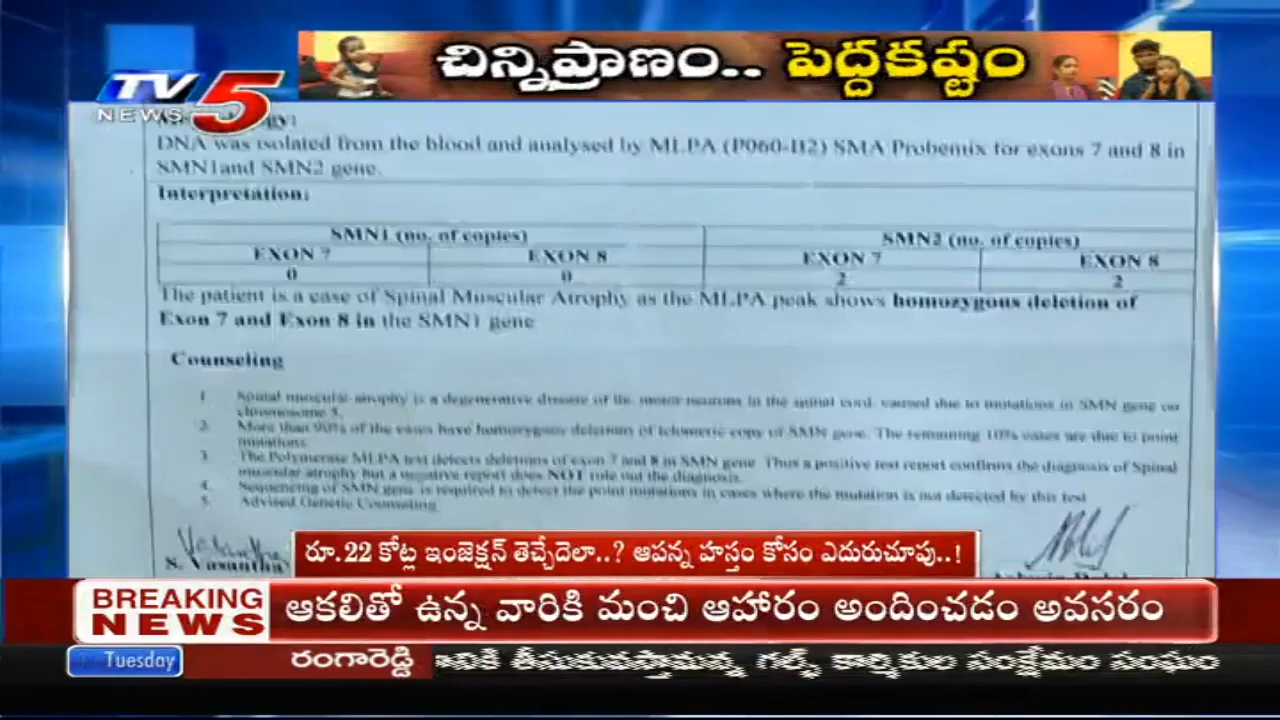 చిన్నిప్రాణం.. పెద్దకష్టం
TV5
NEWS
DNA was isolated from the blood and analysed by MLPA (P060-B2) SMA Probemix for exons 7 and 8 in
SMN1and SMN2 gene.
Interpretation:
SMN1 (no. of copies) SMN2 (no. of copies)
EXON 7 EXON 8 EXON 7 EXON 8
0 0 2 2
The patient is a case of Spinal Muscular Atrophy as the MLPA peak shows homozygous deletion of
Exon 7 and Exon 8 in the SMN1 gene
Counseling
1. Spinal muscular atrophy is a degenerative disease of the motor neurons in the spinal cord, caused due to mutations in SMN gene on
chromosome 5.
2. More than 90% of the cases have homozygous deletion of telomeric copy of SMN gene. The remaining 10% cases are due to point
mutations.
3. The Polymerase MLPA test detects deletions of exon 7 and 8 in SMN gene. Thus a positive test report confirms the diagnosis of Spinal
muscular atrophy but a negative report does NOT rule out the diagnosis.
4. Sequencing of SMN gene is required to detect the point mutations in cases where the mutation is not detected by this test
5. Advised Genetic Counseling
S. Vasantha
రూ.22 కోట్ల ఇంజెక్షన్ తెచ్చేదెలా..? ఆపన్న హస్తం కోసం ఎదురుచూపు..!
BREAKING
NEWS
ఆకలితో ఉన్న వారికి మంచి ఆహారం అందించడం అవసరం
Tuesday
రంగారెడ్డి
తీసుకువస్తామన్న గల్ఫ్ కార్మికుల సంక్షేమం సంఘం